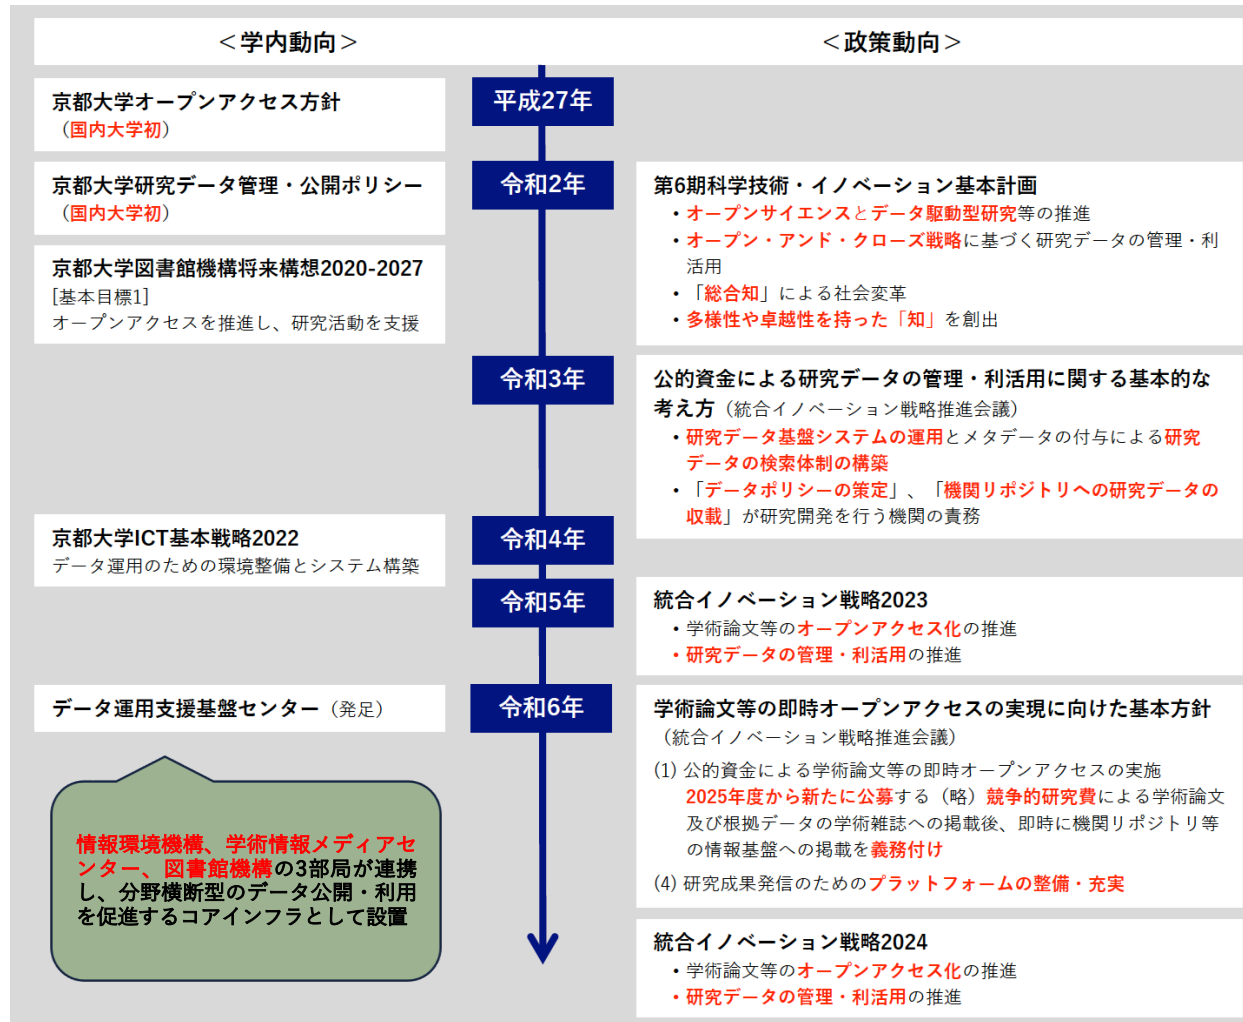 ＜学内動向＞
＜政策動向＞
平成27年
京都大学オープンアクセス方針
（国内大学初）
令和2年
京都大学研究データ管理・公開ポリシー
（国内大学初）
京都大学図書館機構将来構想2020-2027
[基本目標1]
オープンアクセスを推進し、研究活動を支援
第6期科学技術・イノベーション基本計画
・オープンサイエンスとデータ駆動型研究等の推進
・オープン・アンド・クローズ戦略に基づく研究データの管理・利
活用
・「総合知」による社会変革
・多様性や卓越性を持った「知」を創出
令和3年
公的資金による研究データの管理・利活用に関する基本的な
考え方（統合イノベーション戦略推進会議）
・研究データ基盤システムの運用とメタデータの付与による研究
データの検索体制の構築
・「データポリシーの策定」、「機関リポジトリへの研究データの
収載」が研究開発を行う機関の責務
令和4年
京都大学ICT基本戦略2022
データ運用のための環境整備とシステム構築
令和5年
統合イノベーション戦略2023
・学術論文等のオープンアクセス化の推進
・研究データの管理・利活用の推進
令和6年
データ運用支援基盤センター（発足）
情報環境機構、学術情報メディアセ
ンター、図書館機構の3部局が連携
し、分野横断型のデータ公開・利用
を促進するコアインフラとして設置
学術論文等の即時オープンアクセスの実現に向けた基本方針
（統合イノベーション戦略推進会議）
(1) 公的資金による学術論文等の即時オープンアクセスの実施
2025年度から新たに公募する（略）競争的研究費による学術論文
及び根拠データの学術雑誌への掲載後、即時に機関リポジトリ等
の情報基盤への掲載を義務付け
(4) 研究成果発信のためのプラットフォームの整備・充実
統合イノベーション戦略2024
・学術論文等のオープンアクセス化の推進
・研究データの管理・利活用の推進